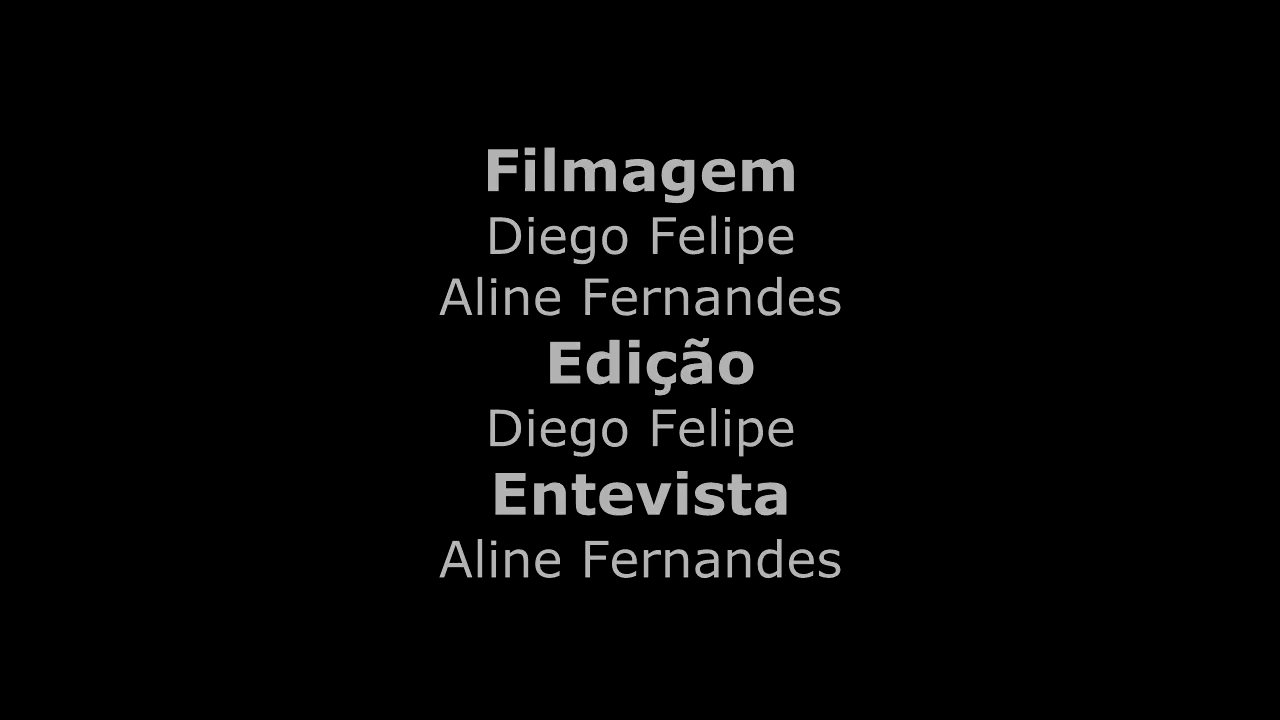 Filmagem
Diego Felipe
Aline Fernandes
Edição
Diego Felipe
Entevista
Aline Fernandes